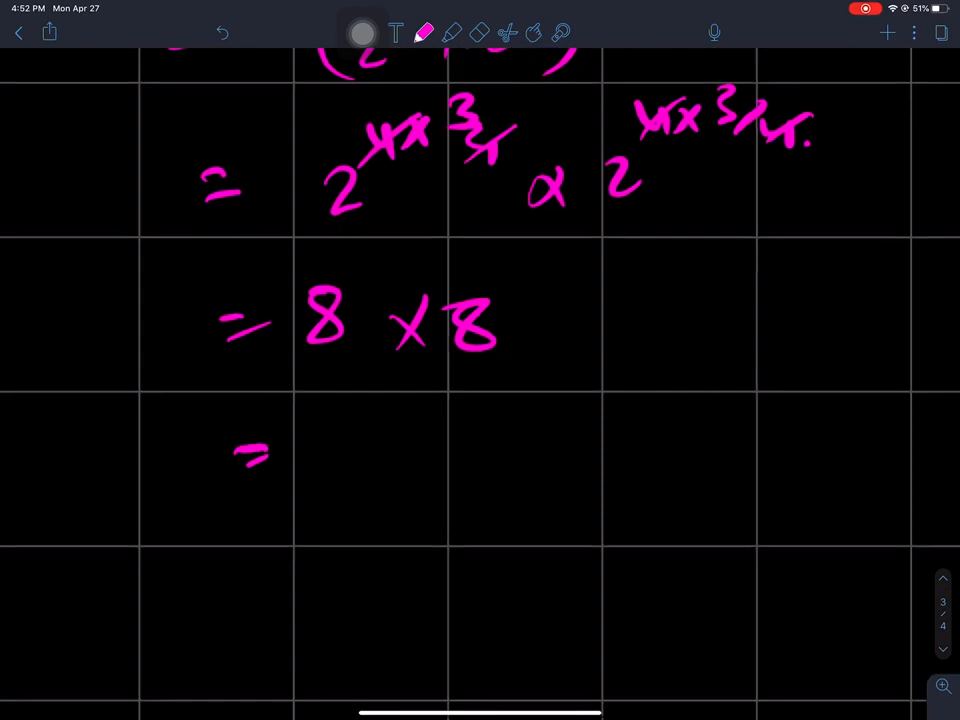 4:52 PM Mon Apr 27 51%
T
= 2^{4×3/4} × 2^{4×3/4}.
= 8 × 8
=
3
/
4